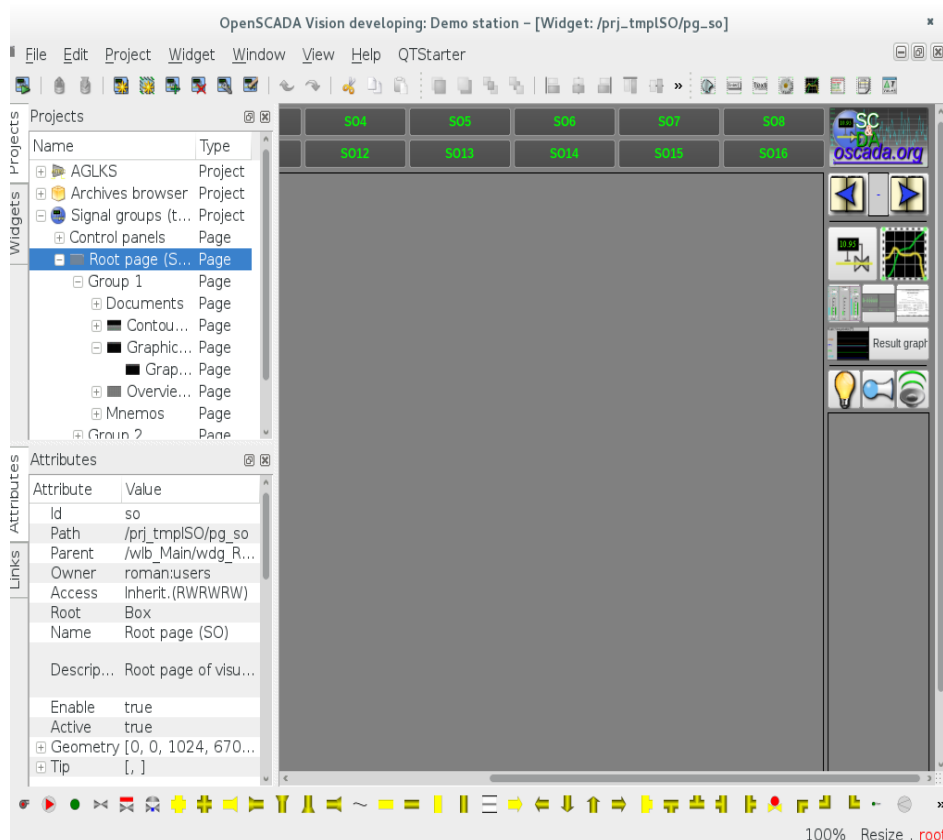 OpenSCADA Vision developing: Demo station – [Widget: /prj_tmplSO/pg_so]
File Edit Project Widget Window View Help QTStarter
Projects
Widgets
Projects
Name Type
AGLKS Project
Archives browser Project
Signal groups (t... Project
Control panels Page
Root page (S... Page
Group 1 Page
Documents Page
Contou... Page
Graphic... Page
Grap... Page
Overvie... Page
Mnemos Page
Group 2 Page
SO4 SO5 SO6 SO7 SO8
SO12 SO13 SO14 SO15 SO16
SC
&
DA
oscada.org
-
10.95
Result graph
Attributes
Links
Attributes
Attribute Value
Id so
Path /prj_tmplSO/pg_so
Parent /wlb_Main/wdg_R...
Owner roman:users
Access Inherit.(RWRWRW)
Root Box
Name Root page (SO)
Descrip... Root page of visu...
Enable true
Active true
Geometry [0, 0, 1024, 670...
Tip [, ]
100% Resize . root